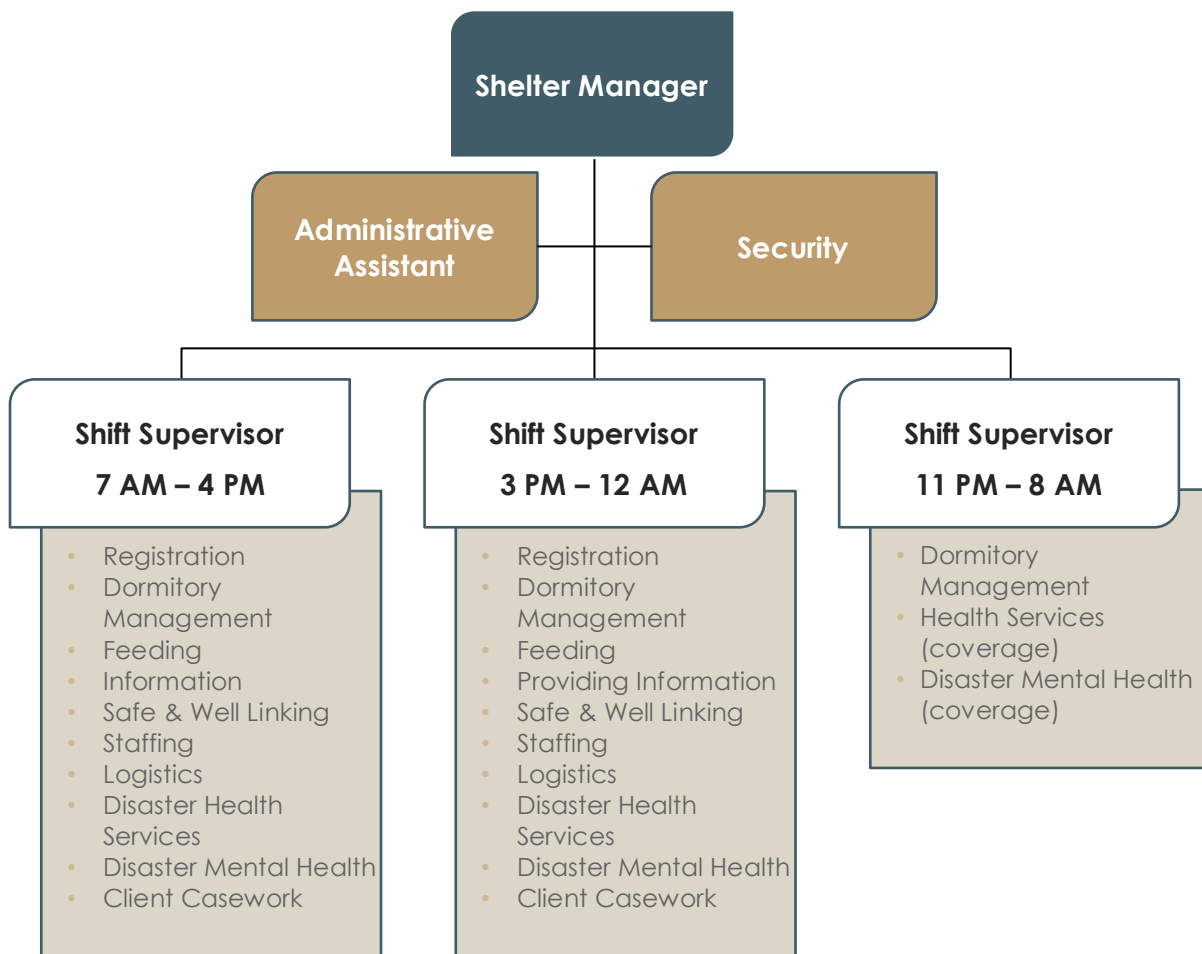 Shelter Manager
Administrative
Assistant
Security
Shift Supervisor
7 AM – 4 PM
• Registration
• Dormitory
Management
• Feeding
• Information
• Safe & Well Linking
• Staffing
• Logistics
• Disaster Health
Services
• Disaster Mental Health
• Client Casework
Shift Supervisor
3 PM – 12 AM
• Registration
• Dormitory
Management
• Feeding
• Providing Information
• Safe & Well Linking
• Staffing
• Logistics
• Disaster Health
Services
• Disaster Mental Health
• Client Casework
Shift Supervisor
11 PM – 8 AM
• Dormitory
Management
• Health Services
(coverage)
• Disaster Mental Health
(coverage)